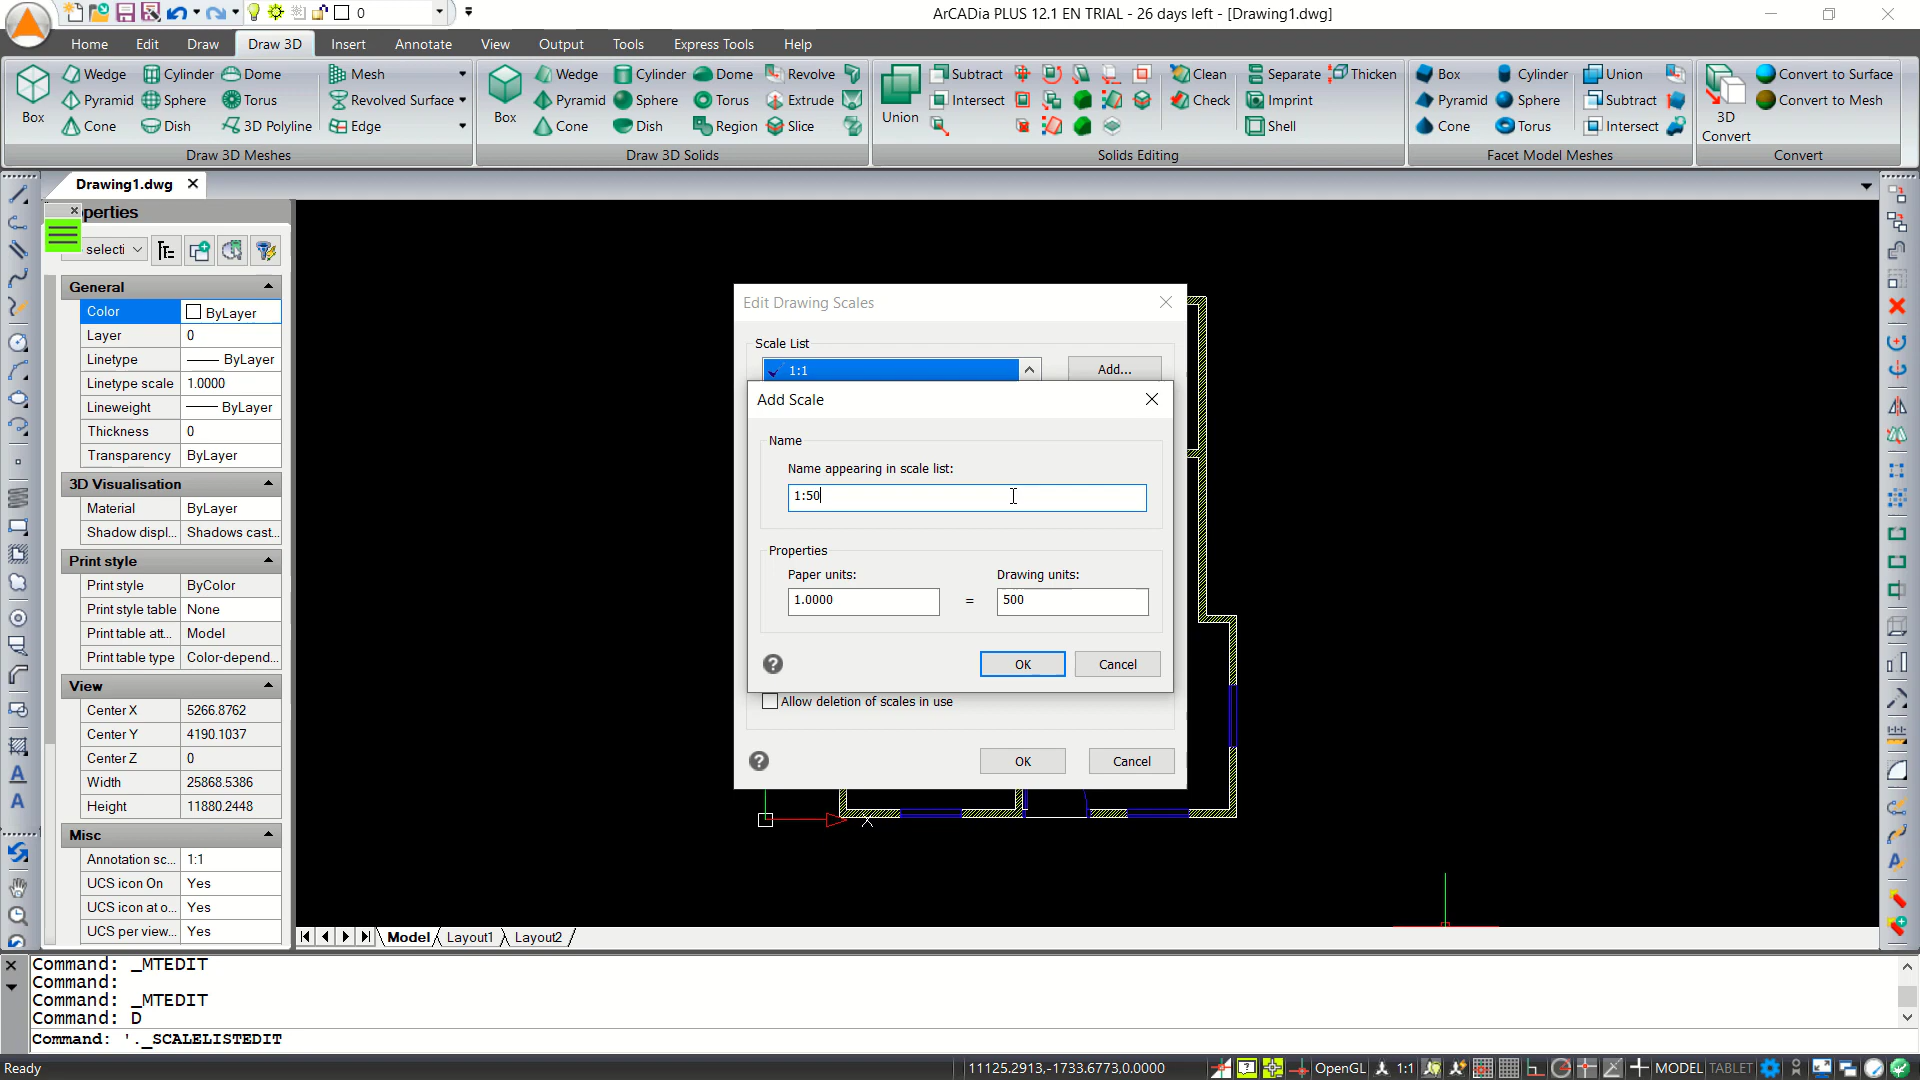 0
ArCADia PLUS 12.1 EN TRIAL - 26 days left - [Drawing1.dwg]
Home Edit Draw Draw 3D Insert Annotate View Output Tools Express Tools Help
Wedge Cylinder Dome Mesh Wedge Cylinder Dome Revolve Subtract Clean Separate Thicken Box Cylinder Union Convert to Surface
Pyramid Sphere Torus Revolved Surface Pyramid Sphere Torus Extrude Intersect Check Imprint Pyramid Sphere Subtract Convert to Mesh
Box Box Union 3D
Cone Dish 3D Polyline Edge Cone Dish Region Slice Shell Cone Torus Intersect
Convert
Draw 3D Meshes Draw 3D Solids Solids Editing Facet Model Meshes Convert
Drawing1.dwg
perties
selecti
General
Color ByLayer
Layer 0
Linetype ByLayer
Linetype scale 1.0000
Lineweight ByLayer
Thickness 0
Transparency ByLayer
3D Visualisation
Material ByLayer
Shadow displ... Shadows cast...
Print style
Print style ByColor
Print style table None
Print table att... Model
Print table type Color-depend...
View
Center X 5266.8762
Center Y 4190.1037
Center Z 0
Width 25868.5386
Height 11880.2448
Misc
Annotation sc... 1:1
UCS icon On Yes
UCS icon at o... Yes
UCS per view... Yes
Edit Drawing Scales
Scale List
1:1
Add...
Add Scale
Name
Name appearing in scale list:
1:50
Properties
Paper units: Drawing units:
1.0000 = 500
OK Cancel
Allow deletion of scales in use
OK Cancel
X
Model Layout1 Layout2
Command: _MTEDIT
Command:
Command: _MTEDIT
Command: D
Command: '._SCALELISTEDIT
Ready 11125.2913,-1733.6773,0.0000 OpenGL 1:1 MODEL TABLET